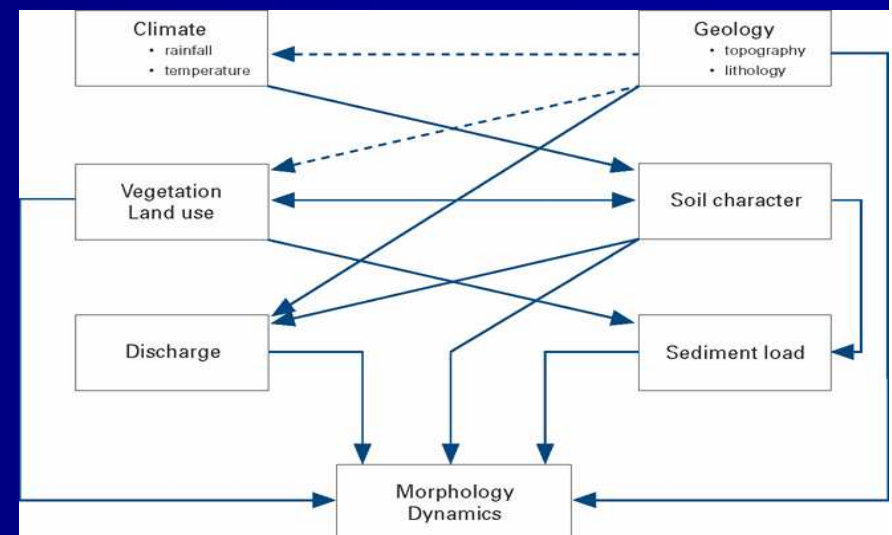 Climate
• rainfall
• temperature
Geology
• topography
• lithology
Vegetation
Land use
Soil character
Discharge
Sediment load
Morphology
Dynamics